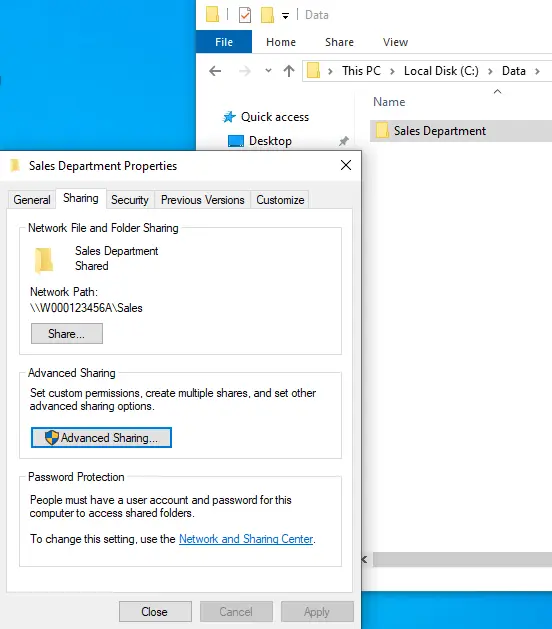 Data
File Home Share View
This PC > Local Disk (C:) > Data >
Quick access
Name
Desktop
Sales Department
Sales Department Properties
General Sharing Security Previous Versions Customize
Network File and Folder Sharing
Sales Department
Shared
Network Path:
\\W000123456A\Sales
Share...
Advanced Sharing
Set custom permissions, create multiple shares, and set other
advanced sharing options.
Advanced Sharing...
Password Protection
People must have a user account and password for this
computer to access shared folders.
To change this setting, use the Network and Sharing Center.
Close Cancel Apply